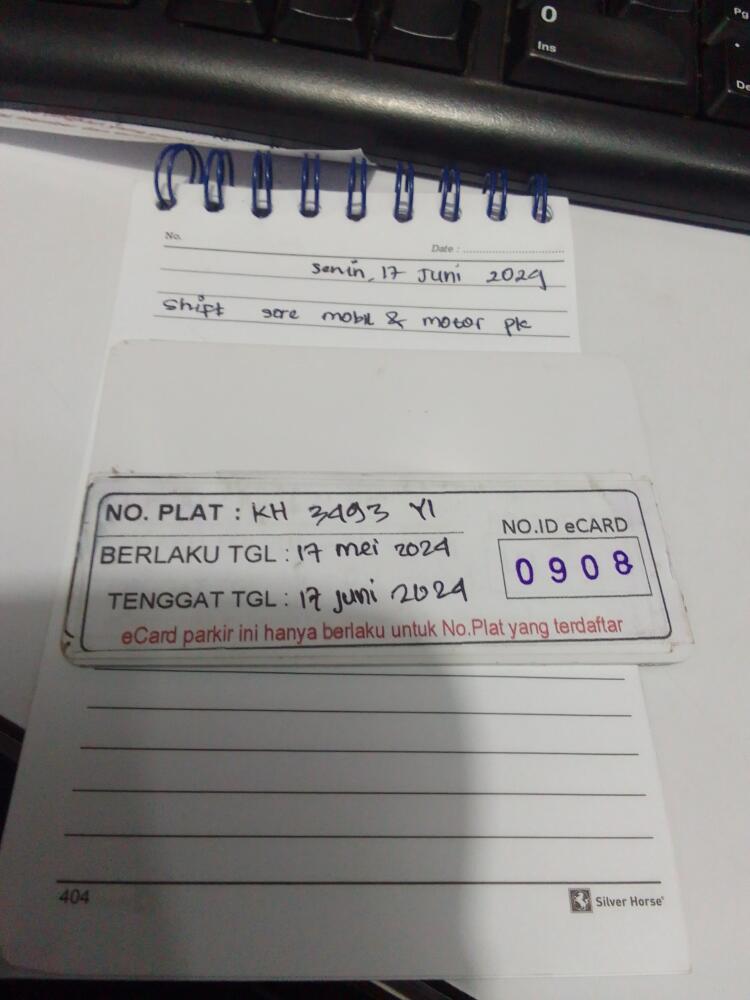 0
Ins
Pg
De
No.
Date :
Senin, 17 Juni 2024
Shift sore mobil & motor plc
NO. PLAT : KH 3493 YI
BERLAKU TGL : 17 mei 2024
TENGGAT TGL : 17 juni 2024
NO.ID eCARD
0908
eCard parkir ini hanya berlaku untuk No.Plat yang terdaftar
404
Silver Horse